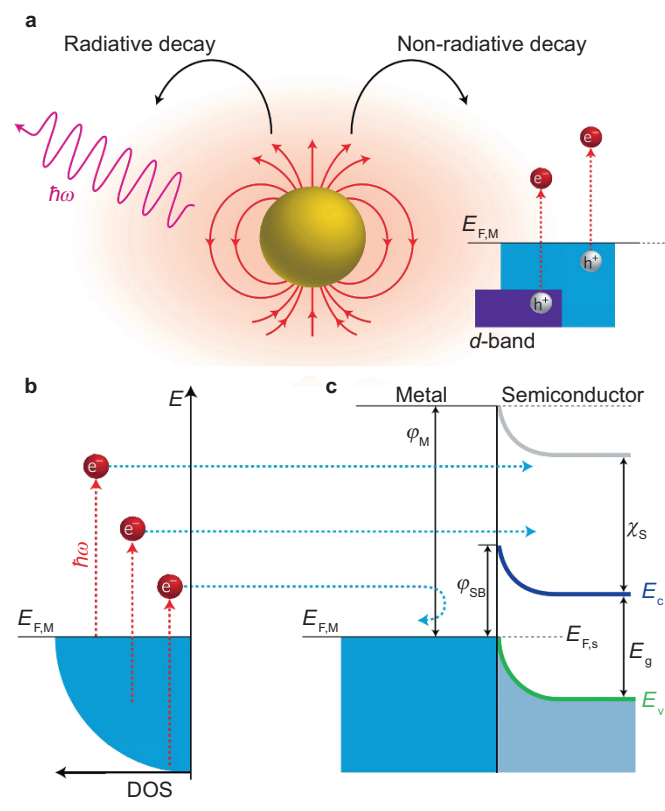 a
Radiative decay
Non-radiative decay
ħω
e⁻
e⁻
E_F,M
h⁺
h⁺
d-band
b
E
e⁻
e⁻
e⁻
ħω
E_F,M
DOS
c
Metal
Semiconductor
φ_M
χ_S
φ_SB
E_c
E_F,M
E_F,s
E_g
E_v